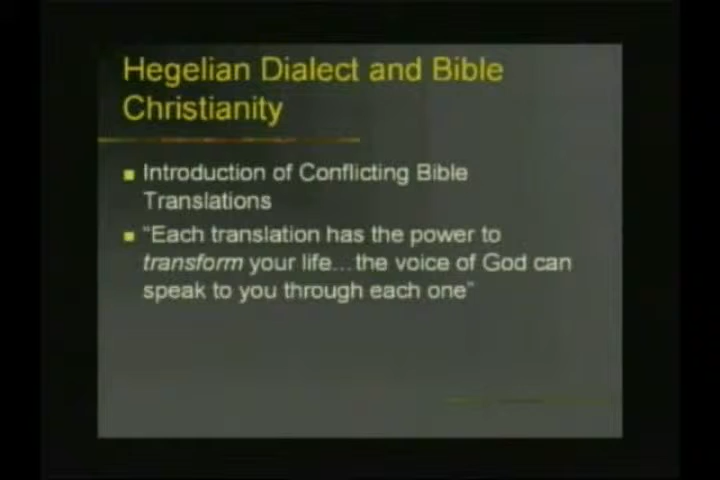 Hegelian Dialect and Bible
Christianity
Introduction of Conflicting Bible
Translations
“Each translation has the power to
transform your life...the voice of God can
speak to you through each one”